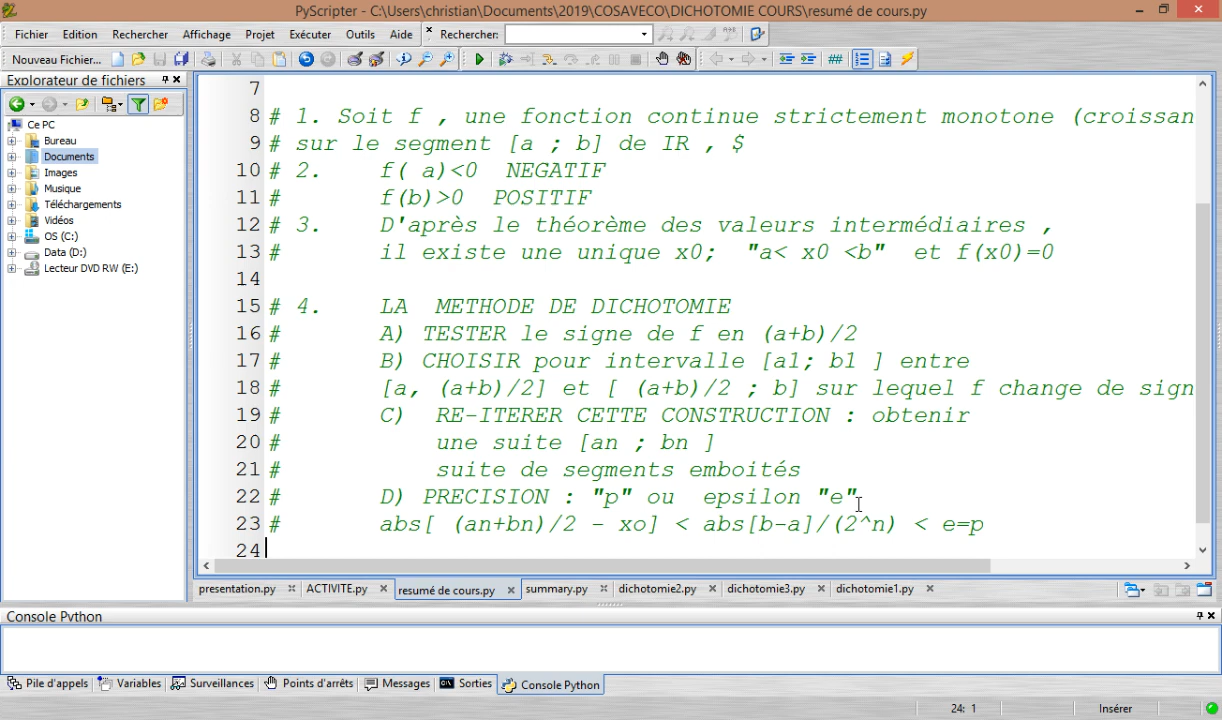 PyScripter - C:\Users\christian\Documents\2019\COSAVECO\DICHOTOMIE COURS\resumé de cours.py
Fichier Edition Rechercher Affichage Projet Exécuter Outils Aide Rechercher:
Nouveau Fichier...
Explorateur de fichiers
Ce PC
Bureau
Documents
Images
Musique
Téléchargements
Vidéos
OS (C:)
Data (D:)
Lecteur DVD RW (E:)
7
8 # 1. Soit f , une fonction continue strictement monotone (croissan
9 # sur le segment [a ; b] de IR , $
10 # 2. f( a)<0 NEGATIF
11 # f(b)>0 POSITIF
12 # 3. D'après le théorème des valeurs intermédiaires ,
13 # il existe une unique x0; "a< x0 <b" et f(x0)=0
14
15 # 4. LA METHODE DE DICHOTOMIE
16 # A) TESTER le signe de f en (a+b)/2
17 # B) CHOISIR pour intervalle [a1; b1 ] entre
18 # [a, (a+b)/2] et [ (a+b)/2 ; b] sur lequel f change de sign
19 # C) RE-ITERER CETTE CONSTRUCTION : obtenir
20 # une suite [an ; bn ]
21 # suite de segments emboités
22 # D) PRECISION : "p" ou epsilon "e"
23 # abs[ (an+bn)/2 - xo] < abs[b-a]/(2^n) < e=p
24
presentation.py ACTIVITE.py resumé de cours.py summary.py dichotomie2.py dichotomie3.py dichotomie1.py
Console Python
Pile d'appels Variables Surveillances Points d'arrêts Messages Sorties Console Python
24: 1 Insérer